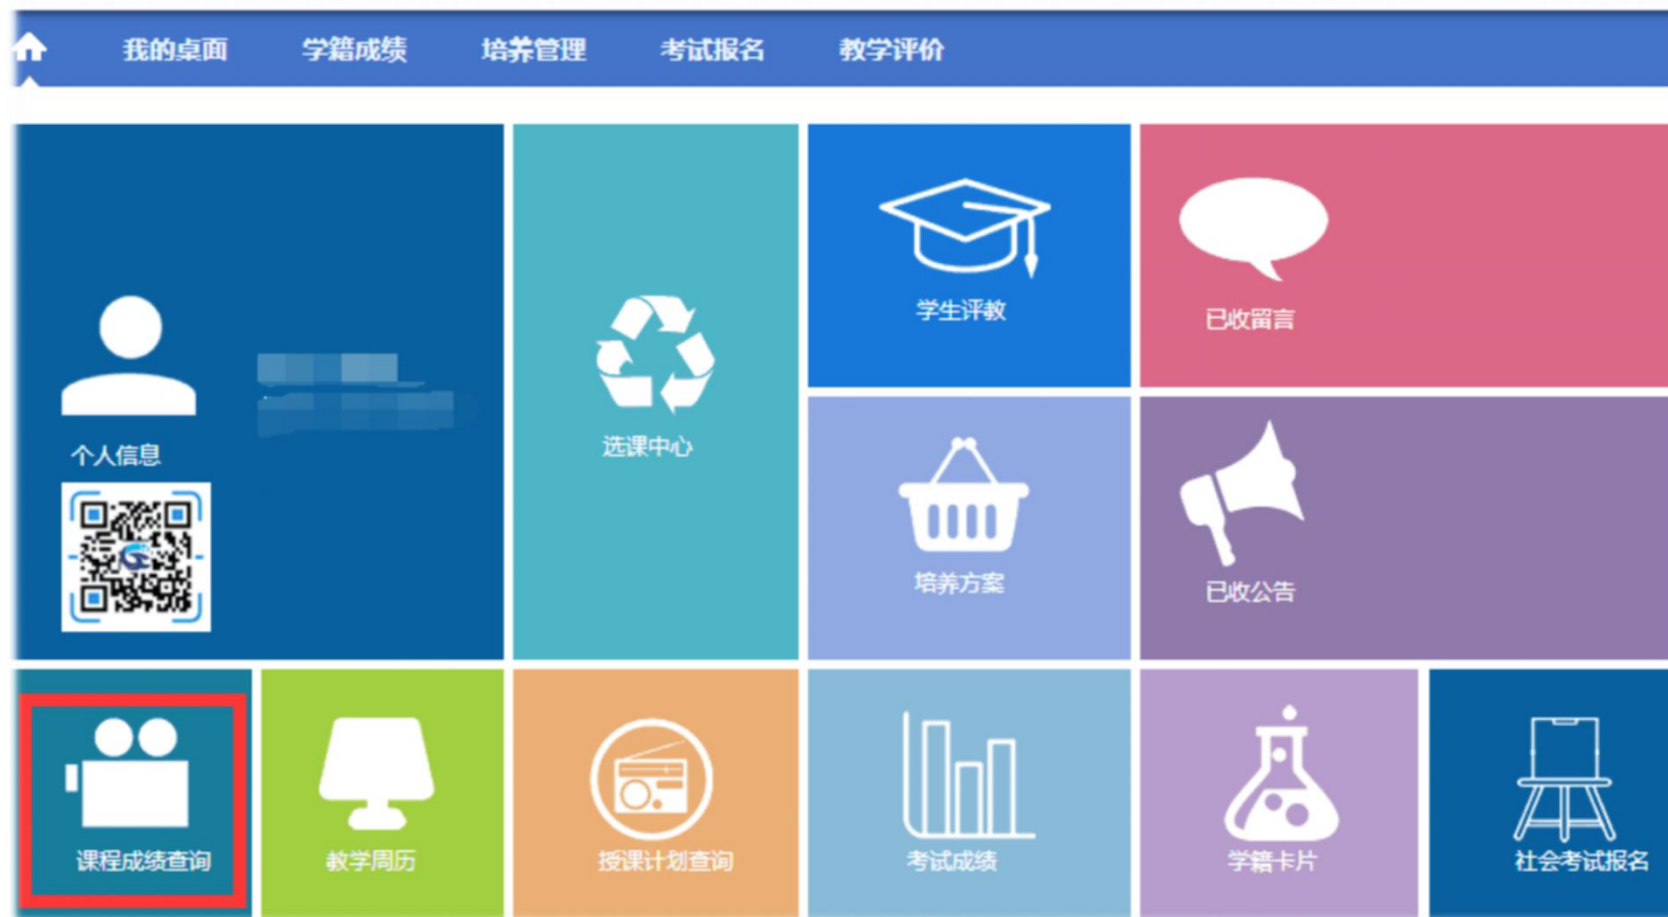 我的桌面 学籍成绩 培养管理 考试报名 教学评价
学生评教
已收留言
个人信息
选课中心
培养方案
已收公告
课程成绩查询
教学周历
授课计划查询
考试成绩
学籍卡片
社会考试报名